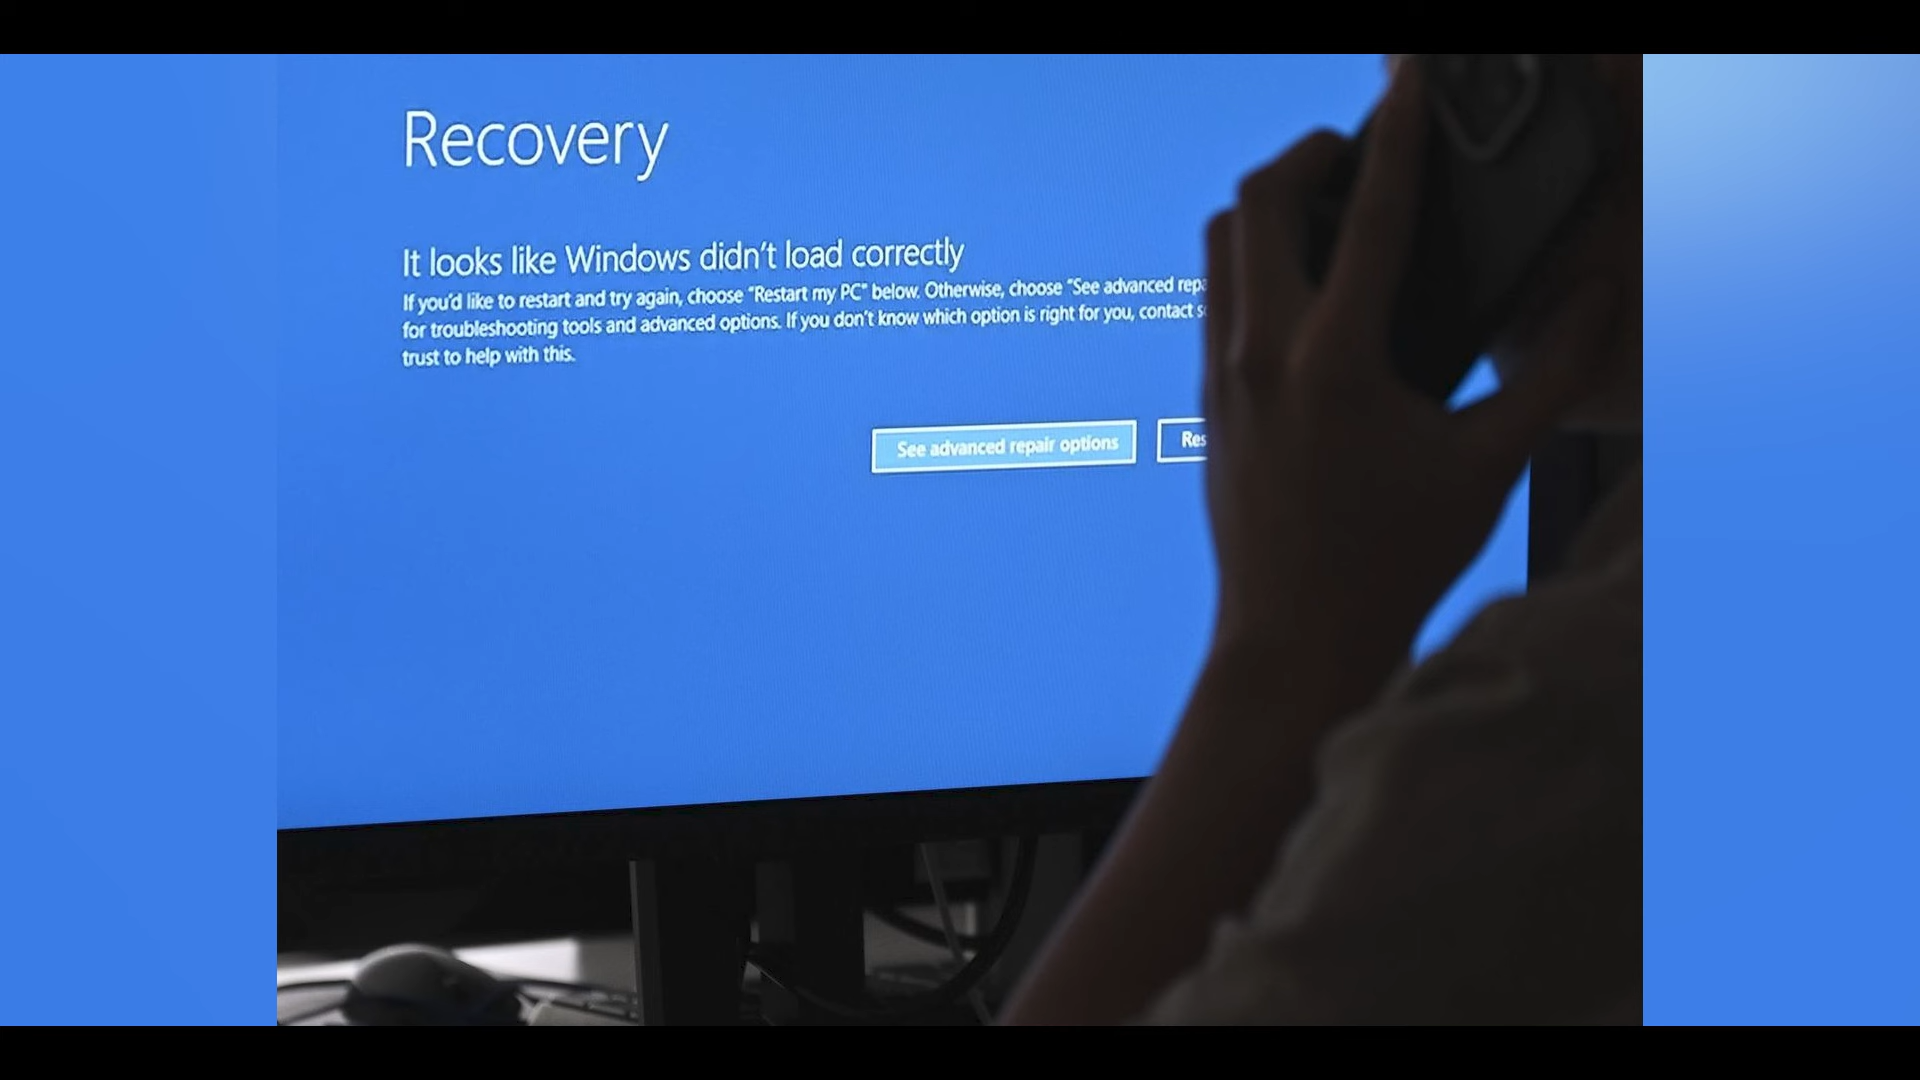 Recovery
It looks like Windows didn't load correctly
If you'd like to restart and try again, choose "Restart my PC" below. Otherwise, choose "See advanced repa
for troubleshooting tools and advanced options. If you don't know which option is right for you, contact
trust to help with this.
See advanced repair options
Res